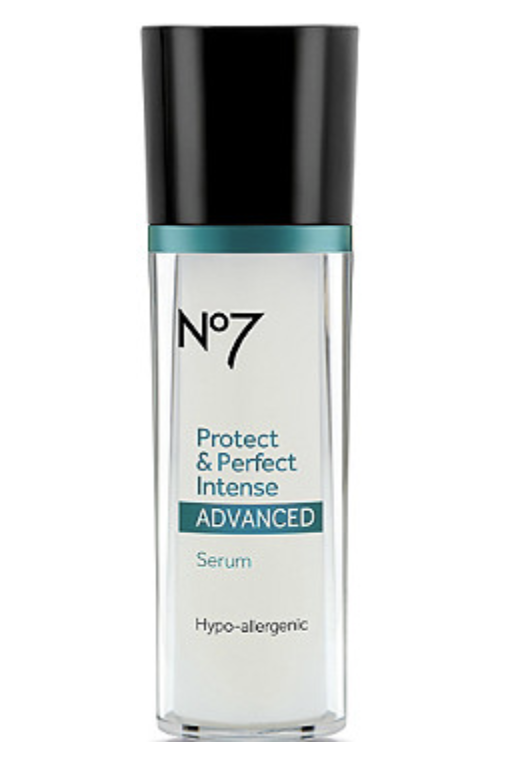 Nº7
Protect
& Perfect
Intense
ADVANCED
Serum
Hypo-allergenic